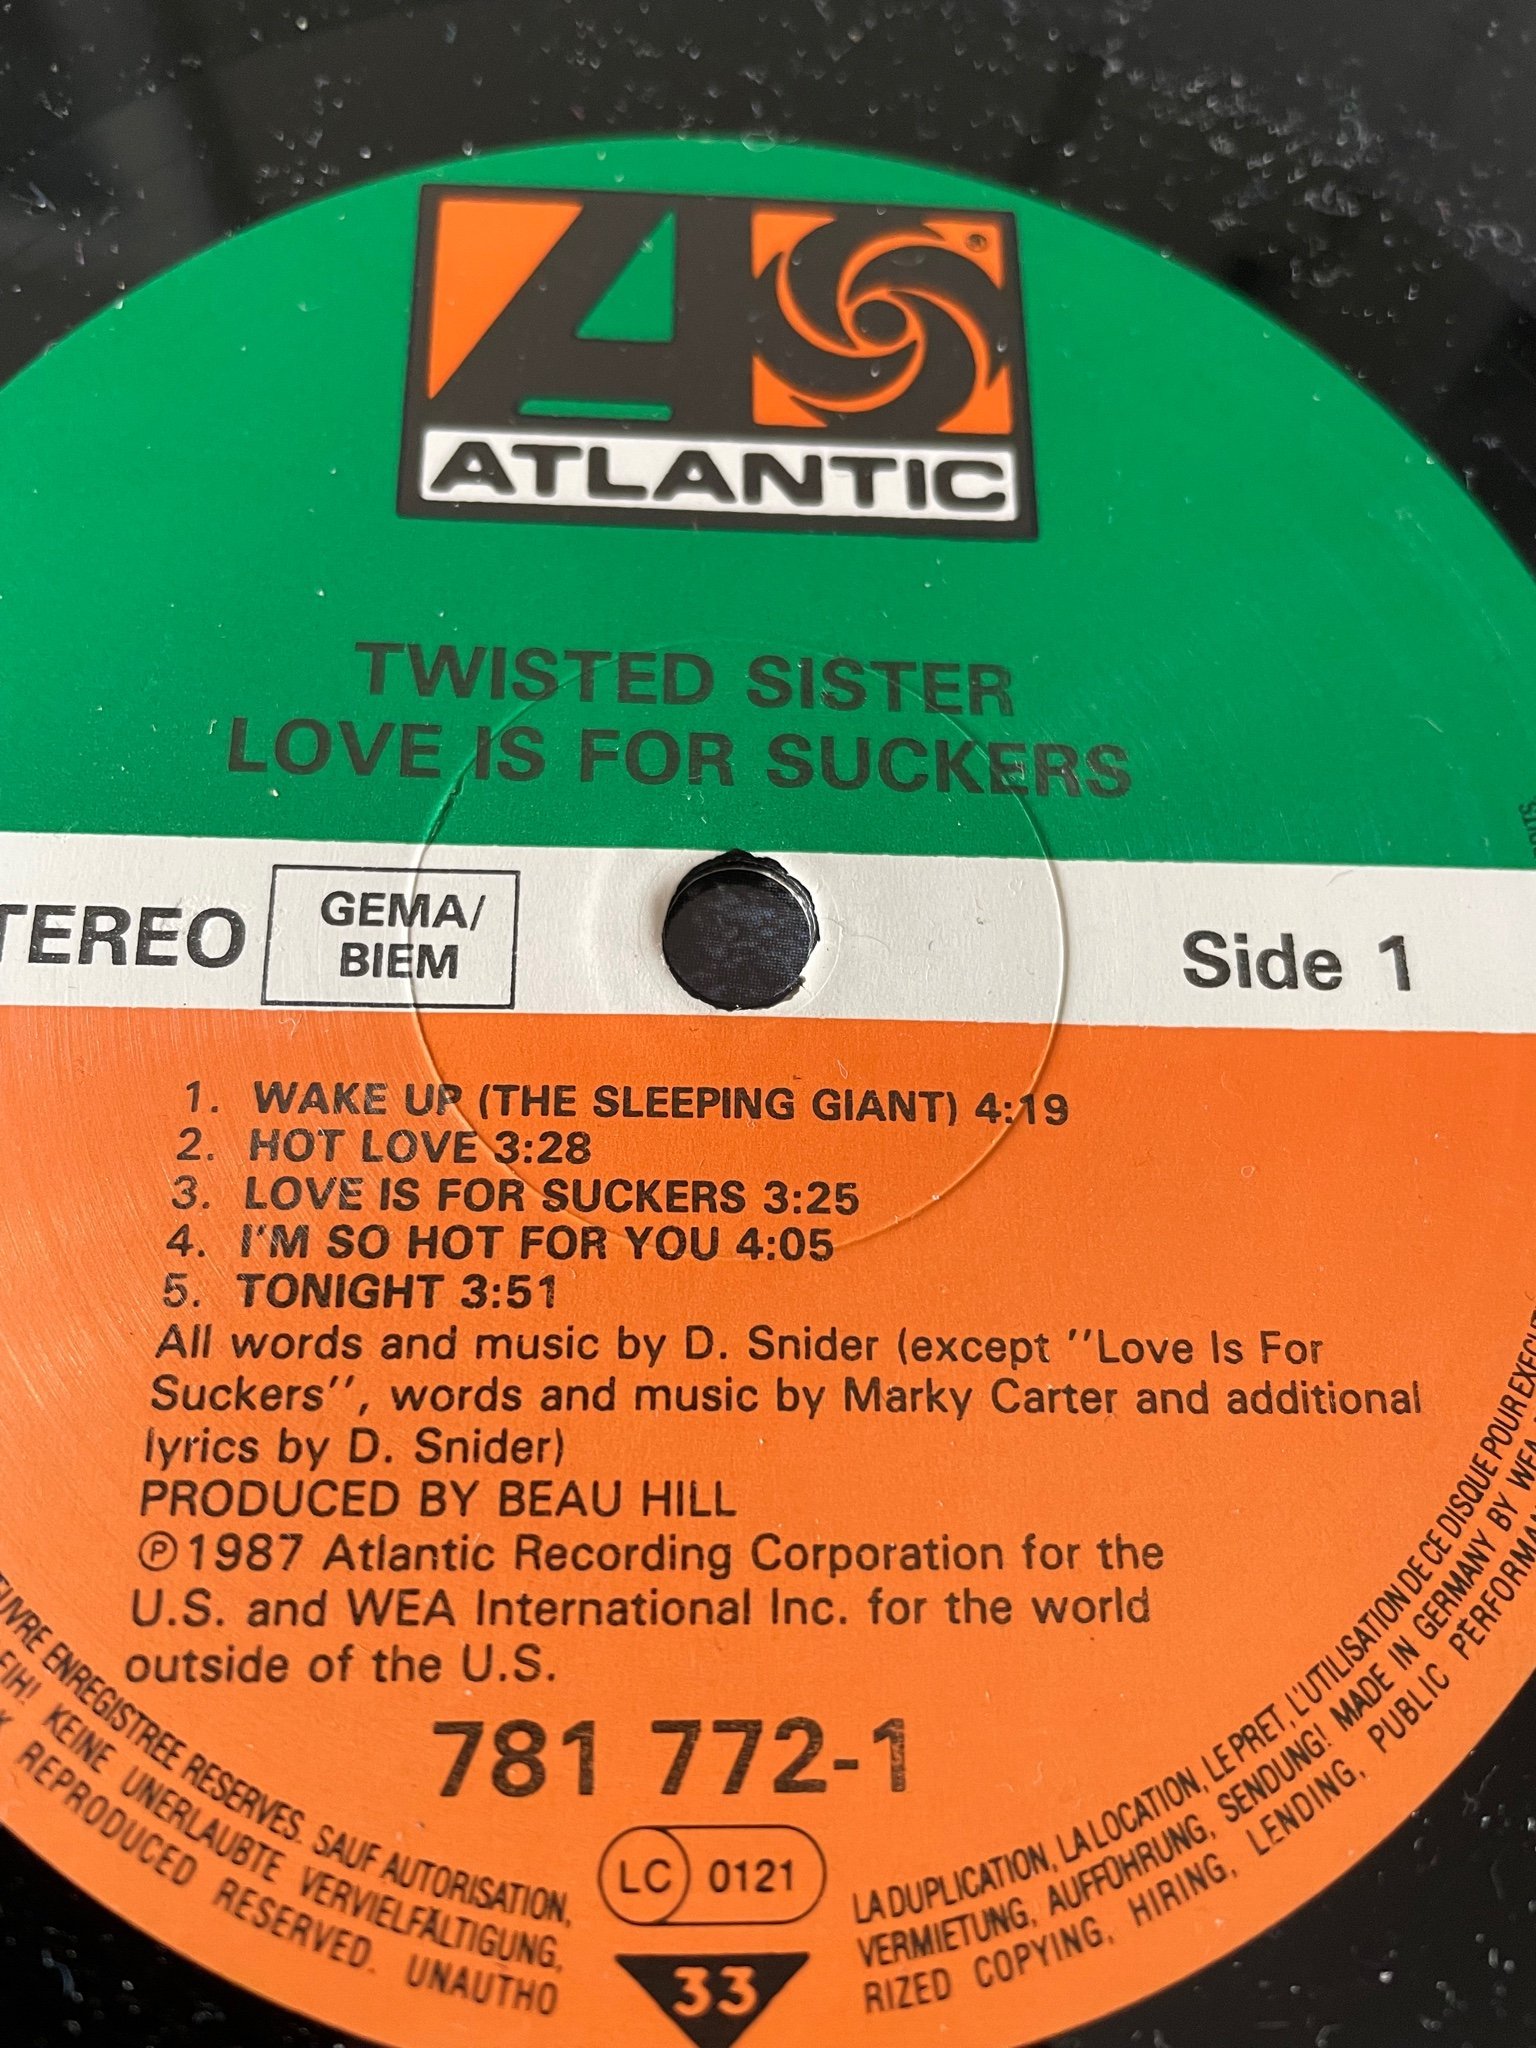 ATLANTIC
TWISTED SISTER
LOVE IS FOR SUCKERS
TEREO
GEMA/
BIEM
Side 1
1. WAKE UP (THE SLEEPING GIANT) 4:19
2. HOT LOVE 3:28
3. LOVE IS FOR SUCKERS 3:25
4. I'M SO HOT FOR YOU 4:05
5. TONIGHT 3:51
All words and music by D. Snider (except "Love Is For
Suckers", words and music by Marky Carter and additional
lyrics by D. Snider)
PRODUCED BY BEAU HILL
℗1987 Atlantic Recording Corporation for the
U.S. and WEA International Inc. for the world
outside of the U.S.
781 772-1
LC 0121
33
ENREGISTREE RESERVES. SAUF AUTORISATION, LA DUPLICATION, LA LOCATION, LE PRET, L'UTILISATION DE CE DISQUE POUR
KEINE UNERLAUBTE VERVIELFÄLTIGUNG, VERMIETUNG, AUFFÜHRUNG, SENDUNG! MADE IN GERMANY BY
REPRODUCED RESERVED. UNAUTHORIZED COPYING, HIRING, LENDING, PUBLIC